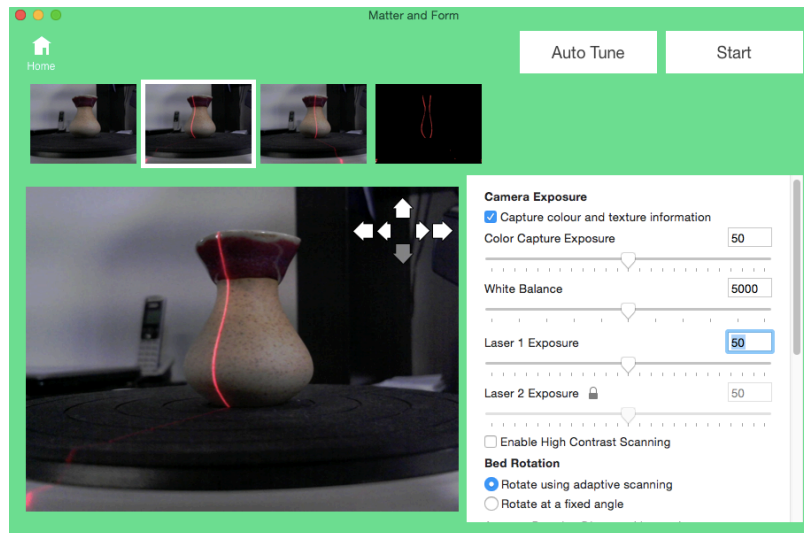 Matter and Form
Home
Auto Tune
Start
Camera Exposure
Capture colour and texture information
Color Capture Exposure 50
White Balance 5000
Laser 1 Exposure 50
Laser 2 Exposure 50
Enable High Contrast Scanning
Bed Rotation
Rotate using adaptive scanning
Rotate at a fixed angle